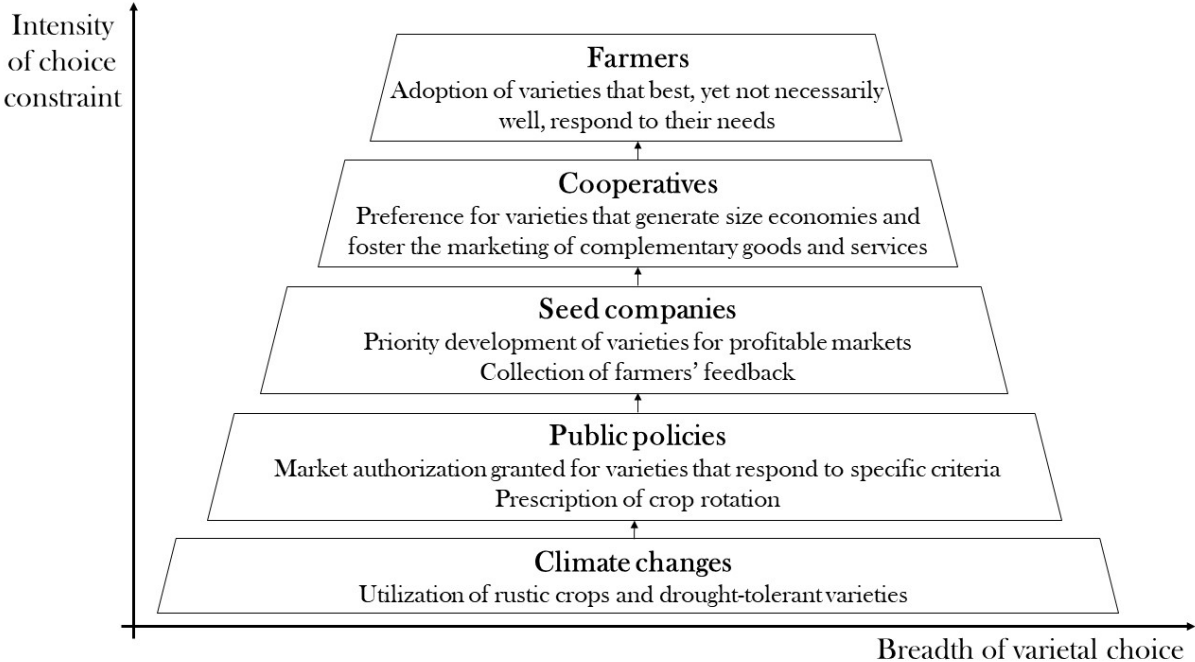 Intensity
of choice
constraint
Farmers
Adoption of varieties that best, yet not necessarily
well, respond to their needs
Cooperatives
Preference for varieties that generate size economies and
foster the marketing of complementary goods and services
Seed companies
Priority development of varieties for profitable markets
Collection of farmers’ feedback
Public policies
Market authorization granted for varieties that respond to specific criteria
Prescription of crop rotation
Climate changes
Utilization of rustic crops and drought-tolerant varieties
Breadth of varietal choice